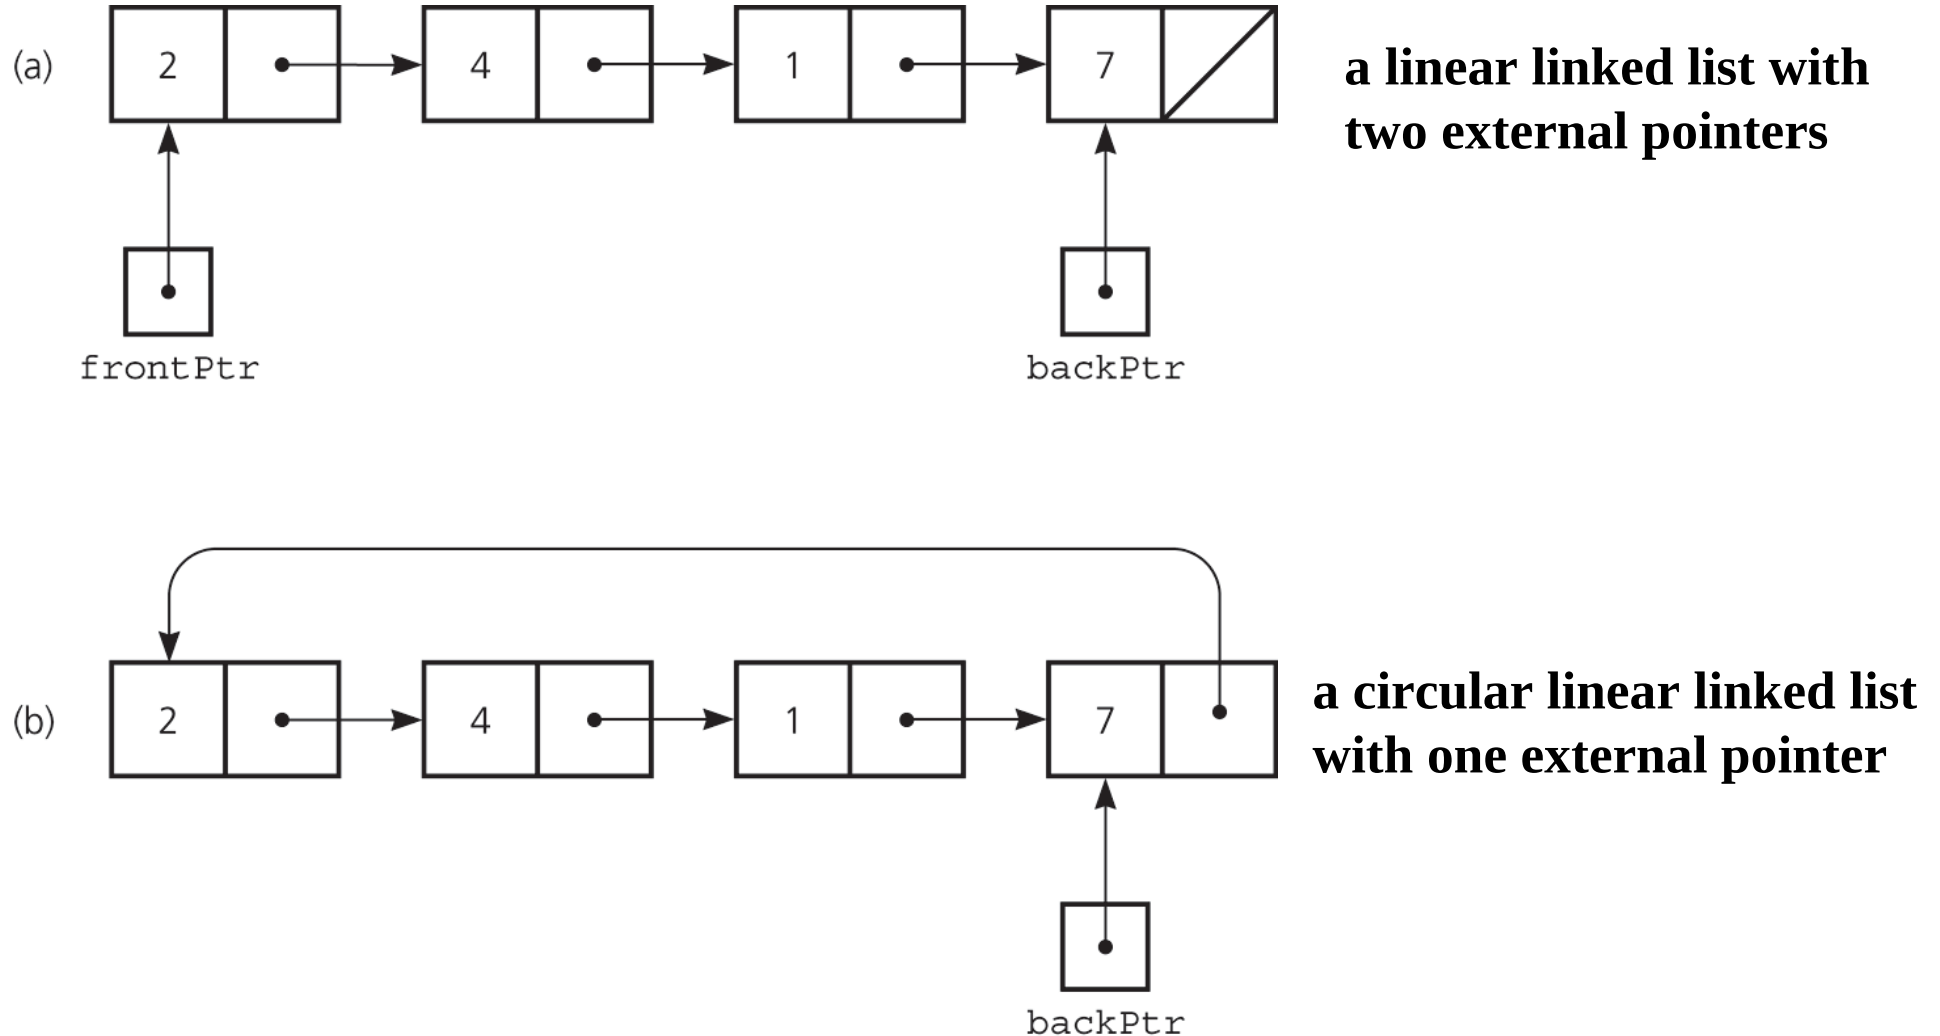 (a) 2 4 1 7 a linear linked list with
two external pointers
frontPtr backPtr
(b) 2 4 1 7 a circular linear linked list
with one external pointer
backPtr